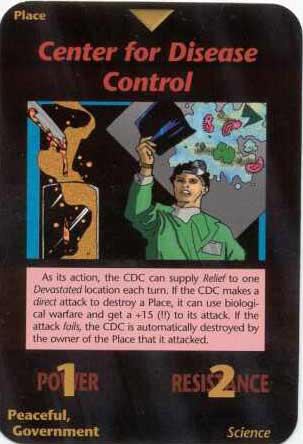 Place
Center for Disease
Control
As its action, the CDC can supply Relief to one
Devastated location each turn. If the CDC makes a
direct attack to destroy a Place, it can use biologi-
cal warfare and get a +15 (!!) to its attack. If the
attack fails, the CDC is automatically destroyed by
the owner of the Place that it attacked.
POWER 1 RESISTANCE 2
Peaceful,
Government
Science